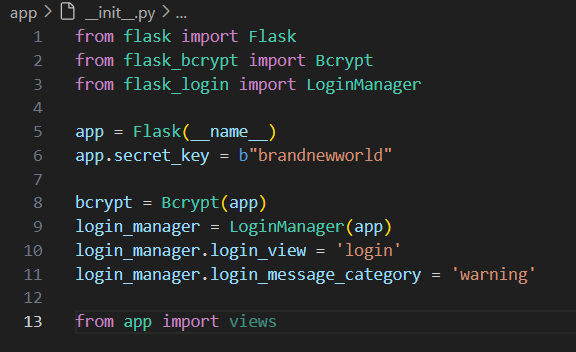 app > __init__.py > ...
1 from flask import Flask
2 from flask_bcrypt import Bcrypt
3 from flask_login import LoginManager
4
5 app = Flask(__name__)
6 app.secret_key = b"brandnewworld"
7
8 bcrypt = Bcrypt(app)
9 login_manager = LoginManager(app)
10 login_manager.login_view = 'login'
11 login_manager.login_message_category = 'warning'
12
13 from app import views